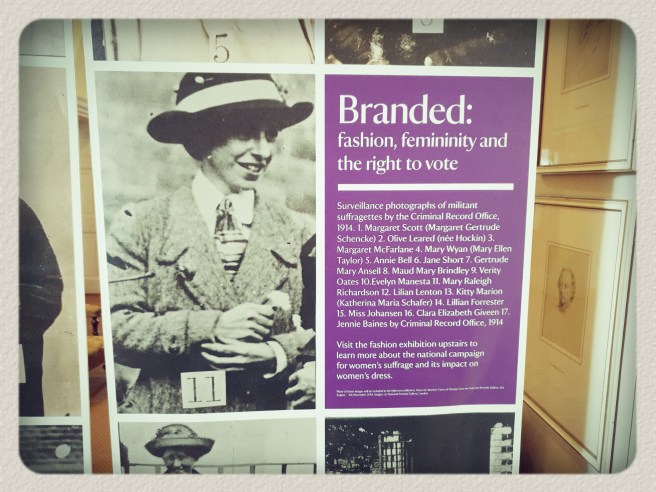 5
Branded:
fashion, femininity and
the right to vote
Surveillance photographs of militant
suffragettes by the Criminal Record Office,
1914. 1. Margaret Scott (Margaret Gertrude
Schencke) 2. Olive Leared (née Hockin) 3.
Margaret McFarlane 4. Mary Wyan (Mary Ellen
Taylor) 5. Annie Bell 6. Jane Short 7. Gertrude
Mary Ansell 8. Maud Mary Brindley 9. Verity
Oates 10.Evelyn Manesta 11. Mary Raleigh
Richardson 12. Lilian Lenton 13. Kitty Marion
(Katherina Maria Schafer) 14. Lillian Forrester
15. Miss Johansen 16. Clara Elizabeth Giveen 17.
Jennie Baines by Criminal Record Office, 1914
Visit the fashion exhibition upstairs to
learn more about the national campaign
for women's suffrage and its impact on
women's dress.
11